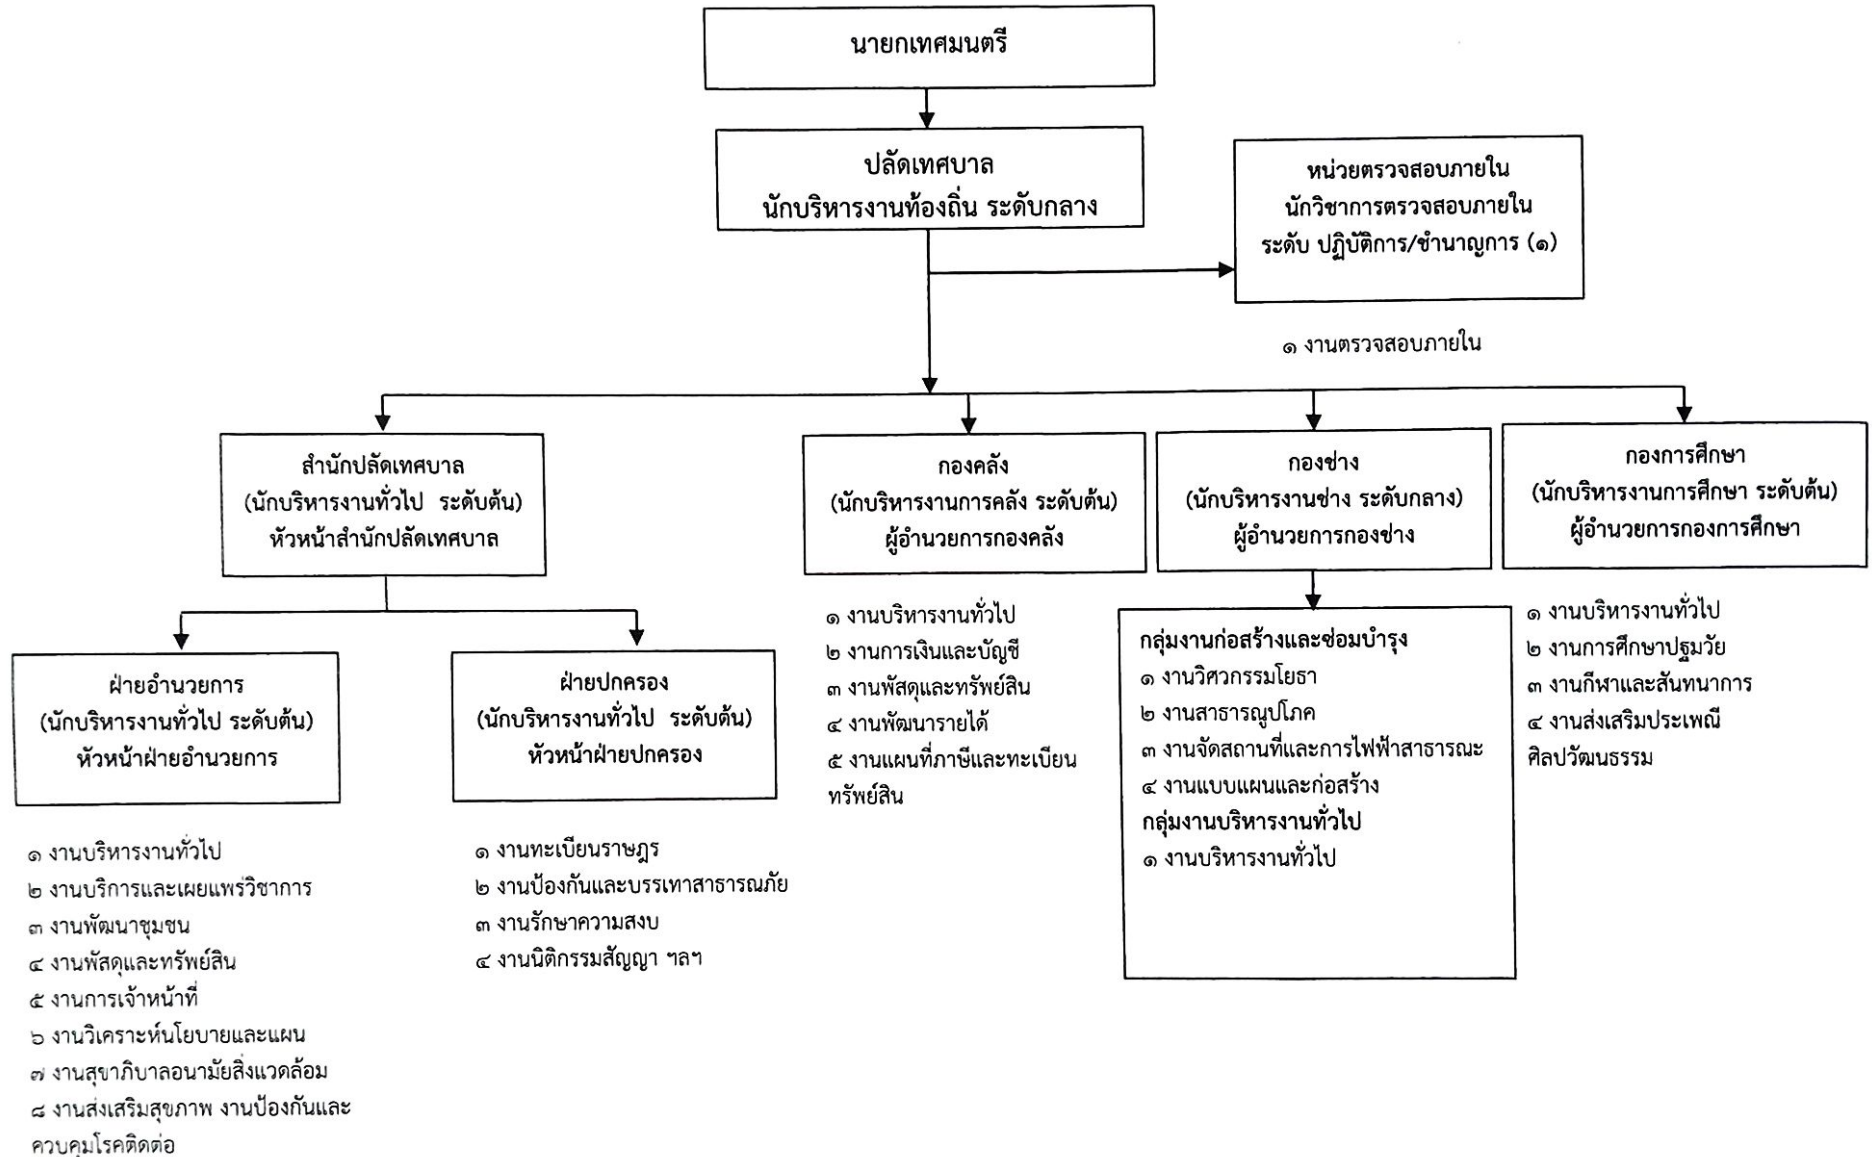 นายกเทศมนตรี
ปลัดเทศบาล
นักบริหารงานท้องถิ่น ระดับกลาง
หน่วยตรวจสอบภายใน
นักวิชาการตรวจสอบภายใน
ระดับ ปฏิบัติการ/ชำนาญการ (๑)
๑ งานตรวจสอบภายใน
สำนักปลัดเทศบาล
(นักบริหารงานทั่วไป ระดับต้น)
หัวหน้าสำนักปลัดเทศบาล
กองคลัง
(นักบริหารงานการคลัง ระดับต้น)
ผู้อำนวยการกองคลัง
กองช่าง
(นักบริหารงานช่าง ระดับกลาง)
ผู้อำนวยการกองช่าง
กองการศึกษา
(นักบริหารงานการศึกษา ระดับต้น)
ผู้อำนวยการกองการศึกษา
ฝ่ายอำนวยการ
(นักบริหารงานทั่วไป ระดับต้น)
หัวหน้าฝ่ายอำนวยการ
๑ งานบริหารงานทั่วไป
๒ งานบริการและเผยแพร่วิชาการ
๓ งานพัฒนาชุมชน
๔ งานพัสดุและทรัพย์สิน
๕ งานการเจ้าหน้าที่
๖ งานวิเคราะห์นโยบายและแผน
๗ งานสุขาภิบาลอนามัยสิ่งแวดล้อม
๘ งานส่งเสริมสุขภาพ งานป้องกันและ
ควบคุมโรคติดต่อ
ฝ่ายปกครอง
(นักบริหารงานทั่วไป ระดับต้น)
หัวหน้าฝ่ายปกครอง
๑ งานทะเบียนราษฎร
๒ งานป้องกันและบรรเทาสาธารณภัย
๓ งานรักษาความสงบ
๔ งานนิติกรรมสัญญา ฯลฯ
๑ งานบริหารงานทั่วไป
๒ งานการเงินและบัญชี
๓ งานพัสดุและทรัพย์สิน
๔ งานพัฒนารายได้
๕ งานแผนที่ภาษีและทะเบียน
ทรัพย์สิน
กลุ่มงานก่อสร้างและซ่อมบำรุง
๑ งานวิศวกรรมโยธา
๒ งานสาธารณูปโภค
๓ งานจัดสถานที่และการไฟฟ้าสาธารณะ
๔ งานแบบแผนและก่อสร้าง
กลุ่มงานบริหารงานทั่วไป
๑ งานบริหารงานทั่วไป
๑ งานบริหารงานทั่วไป
๒ งานการศึกษาปฐมวัย
๓ งานกีฬาและสันทนาการ
๔ งานส่งเสริมประเพณี
ศิลปวัฒนธรรม